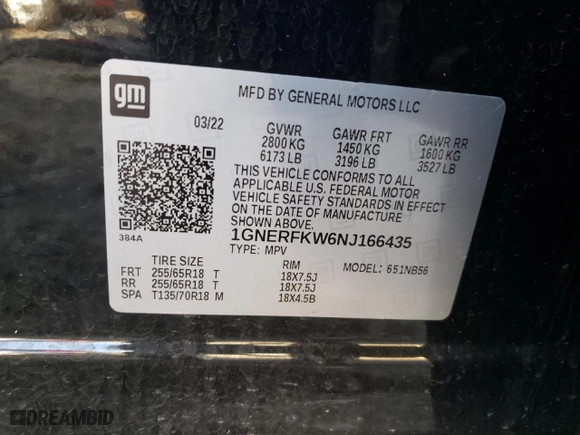 gm
MFD BY GENERAL MOTORS LLC
03/22 GVWR GAWR FRT GAWR RR
2800 KG 1450 KG 1600 KG
6173 LB 3196 LB 3527 LB
THIS VEHICLE CONFORMS TO ALL
APPLICABLE U.S. FEDERAL MOTOR
VEHICLE SAFETY STANDARDS IN EFFECT
ON THE DATE OF MANUFACTURE
SHOWN ABOVE.
384A
1GNERFKW6NJ166435
TYPE: MPV
TIRE SIZE RIM MODEL: 651NB56
FRT 255/65R18 T 18X7.5J
RR 255/65R18 T 18X7.5J
SPA T135/70R18 M 18X4.5B
DREAMBID